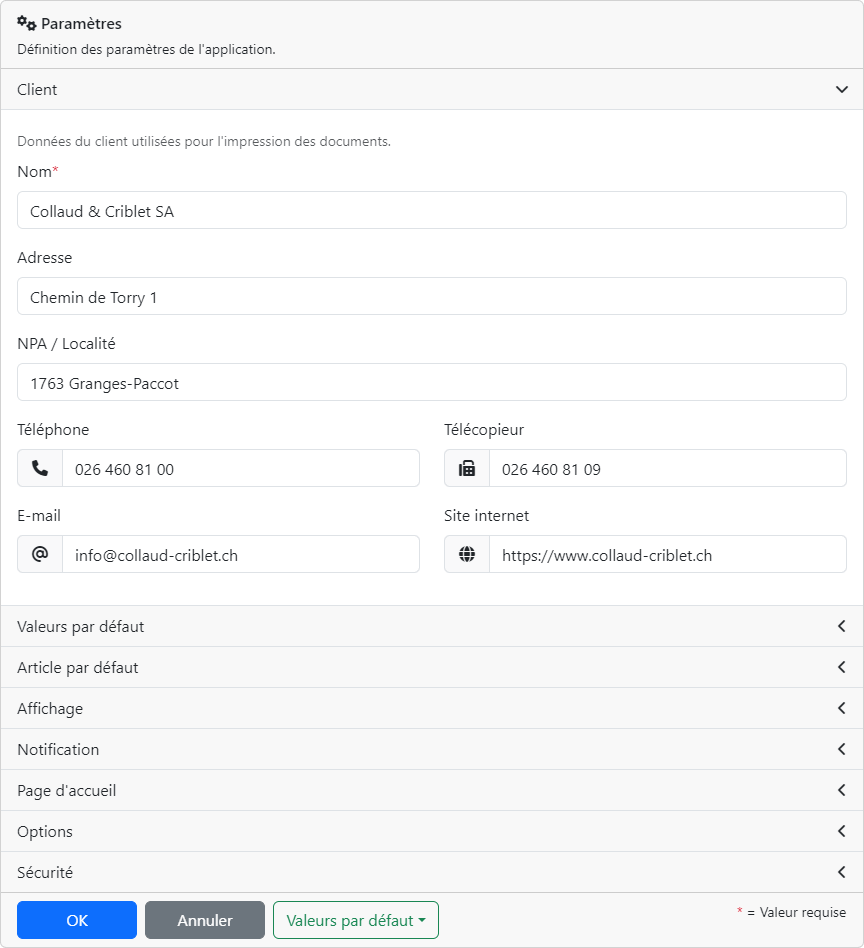 Paramètres
Définition des paramètres de l'application.
Client
Données du client utilisées pour l'impression des documents.
Nom*
Collaud & Criblet SA
Adresse
Chemin de Torry 1
NPA / Localité
1763 Granges-Paccot
Téléphone Télécopieur
026 460 81 00 026 460 81 09
E-mail Site internet
info@collaud-criblet.ch https://www.collaud-criblet.ch
Valeurs par défaut
Article par défaut
Affichage
Notification
Page d'accueil
Options
Sécurité
OK Annuler Valeurs par défaut * = Valeur requise